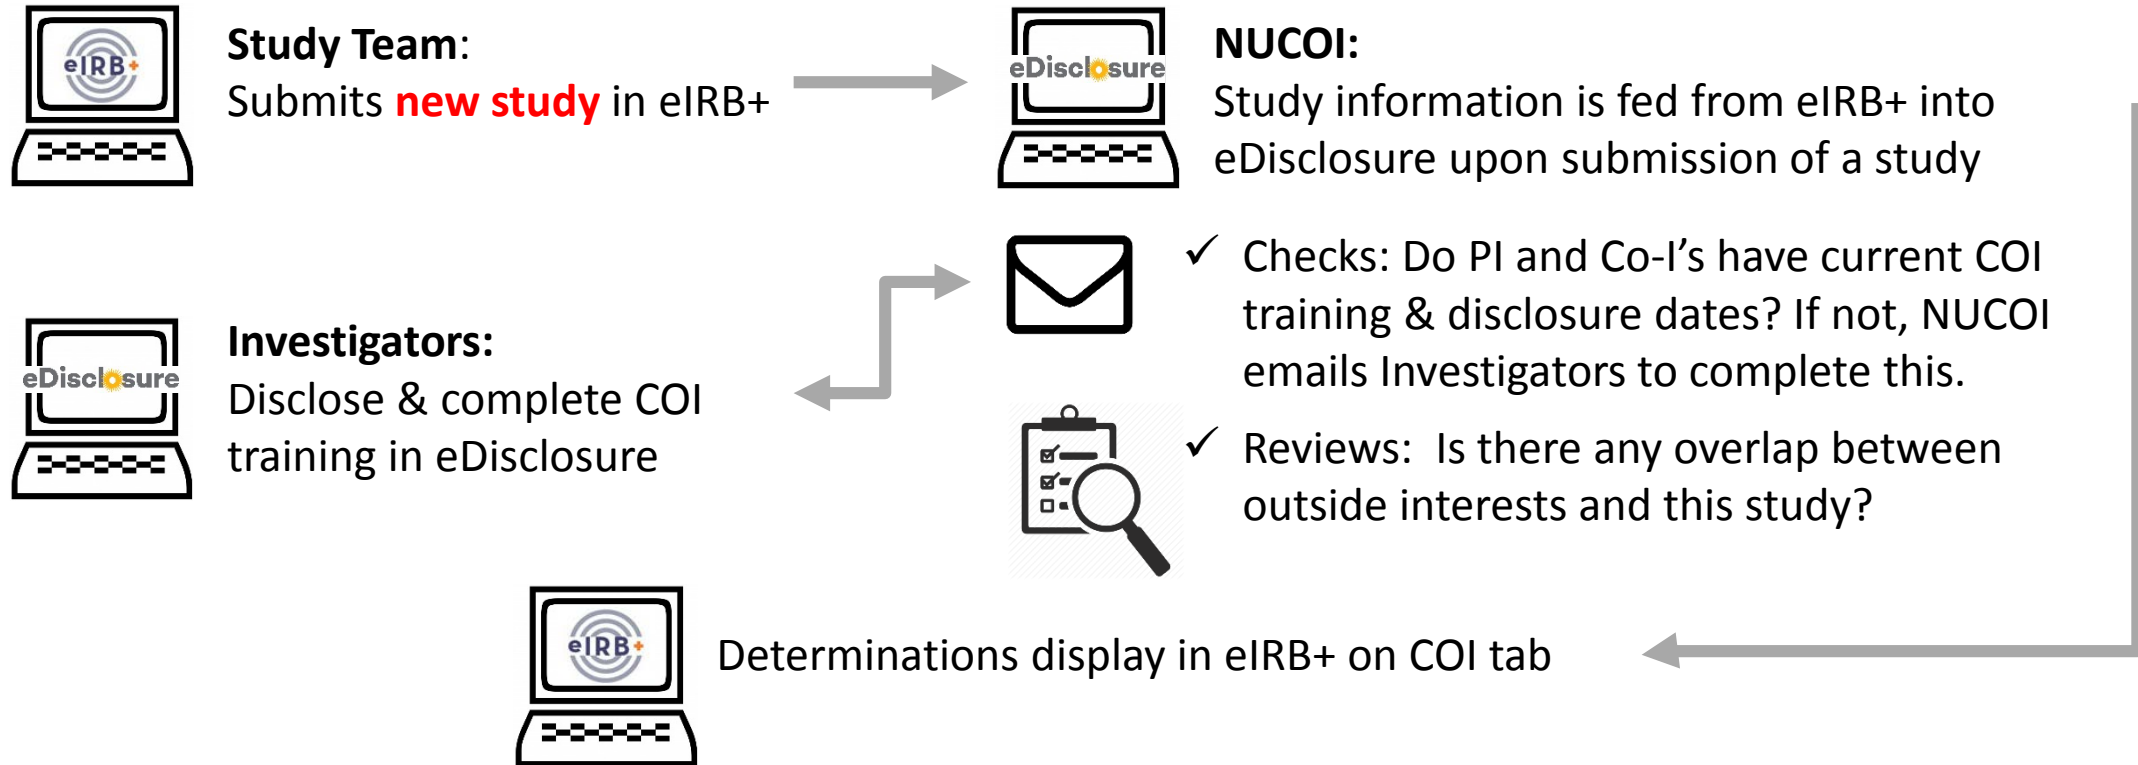 eIRB+
Study Team:
Submits new study in eIRB+
eDisclosure
NUCOI:
Study information is fed from eIRB+ into
eDisclosure upon submission of a study
✓ Checks: Do PI and Co-I’s have current COI
training & disclosure dates? If not, NUCOI
emails Investigators to complete this.
eDisclosure
Investigators:
Disclose & complete COI
training in eDisclosure
✓ Reviews: Is there any overlap between
outside interests and this study?
eIRB+
Determinations display in eIRB+ on COI tab